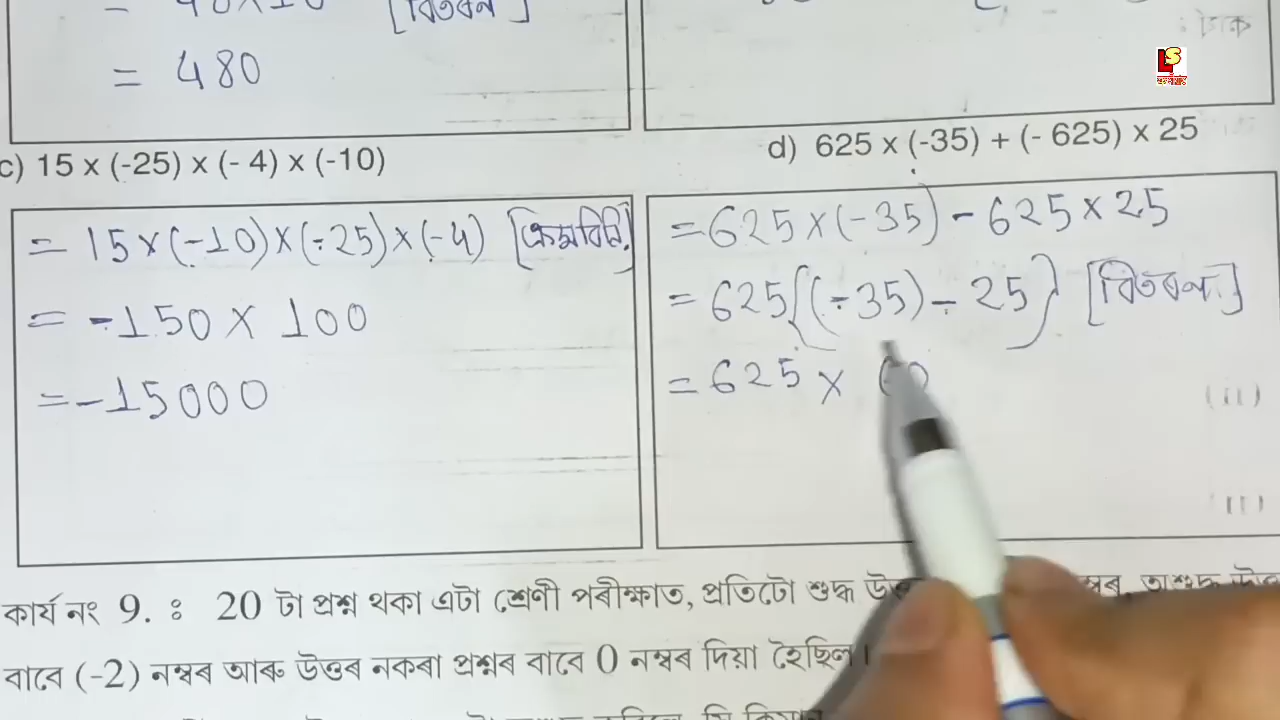 = 480
c) 15 x (-25) x (- 4) x (-10)
= 15 × (-10) × (-25) × (-4) [ক্ৰমবিনি.]
= -150 × 100
= -15000
d) 625 x (-35) + (- 625) x 25
= 625 × (-35) - 625 × 25
= 625{(-35) - 25} [বিতৰণ.]
= 625 ×
কাৰ্য নং 9. : 20 টা প্ৰশ্ন থকা এটা শ্ৰেণী পৰীক্ষাত, প্ৰতিটো শুদ্ধ
বাবে (-2) নম্বৰ আৰু উত্তৰ নকৰা প্ৰশ্নৰ বাবে 0 নম্বৰ দিয়া হৈছিল।